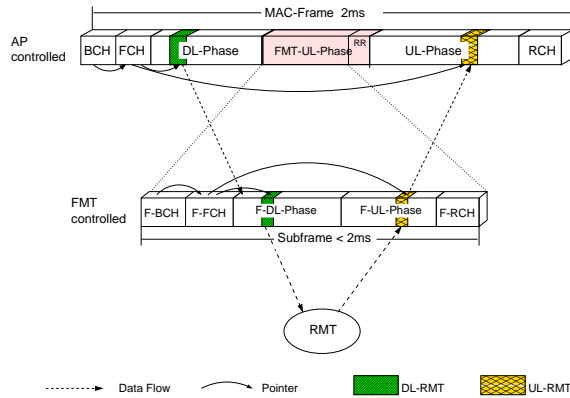 MAC-Frame 2ms
AP controlled
BCH
FCH
DL-Phase
FMT-UL-Phase
RR
UL-Phase
RCH
FMT controlled
F-BCH
F-FCH
F-DL-Phase
F-UL-Phase
F-RCH
Subframe < 2ms
RMT
Data Flow
Pointer
DL-RMT
UL-RMT